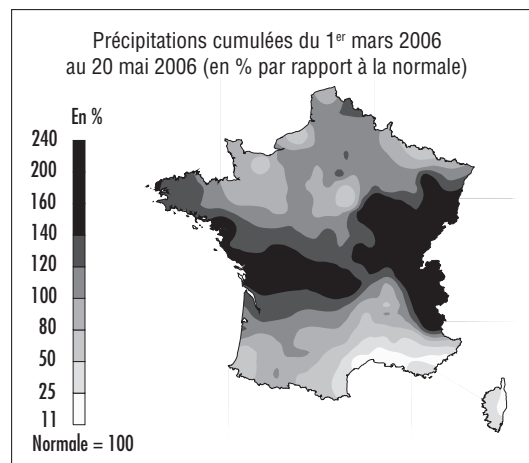 Précipitations cumulées du 1er mars 2006
au 20 mai 2006 (en % par rapport à la normale)
En %
240
200
160
140
120
100
80
50
25
11
Normale = 100